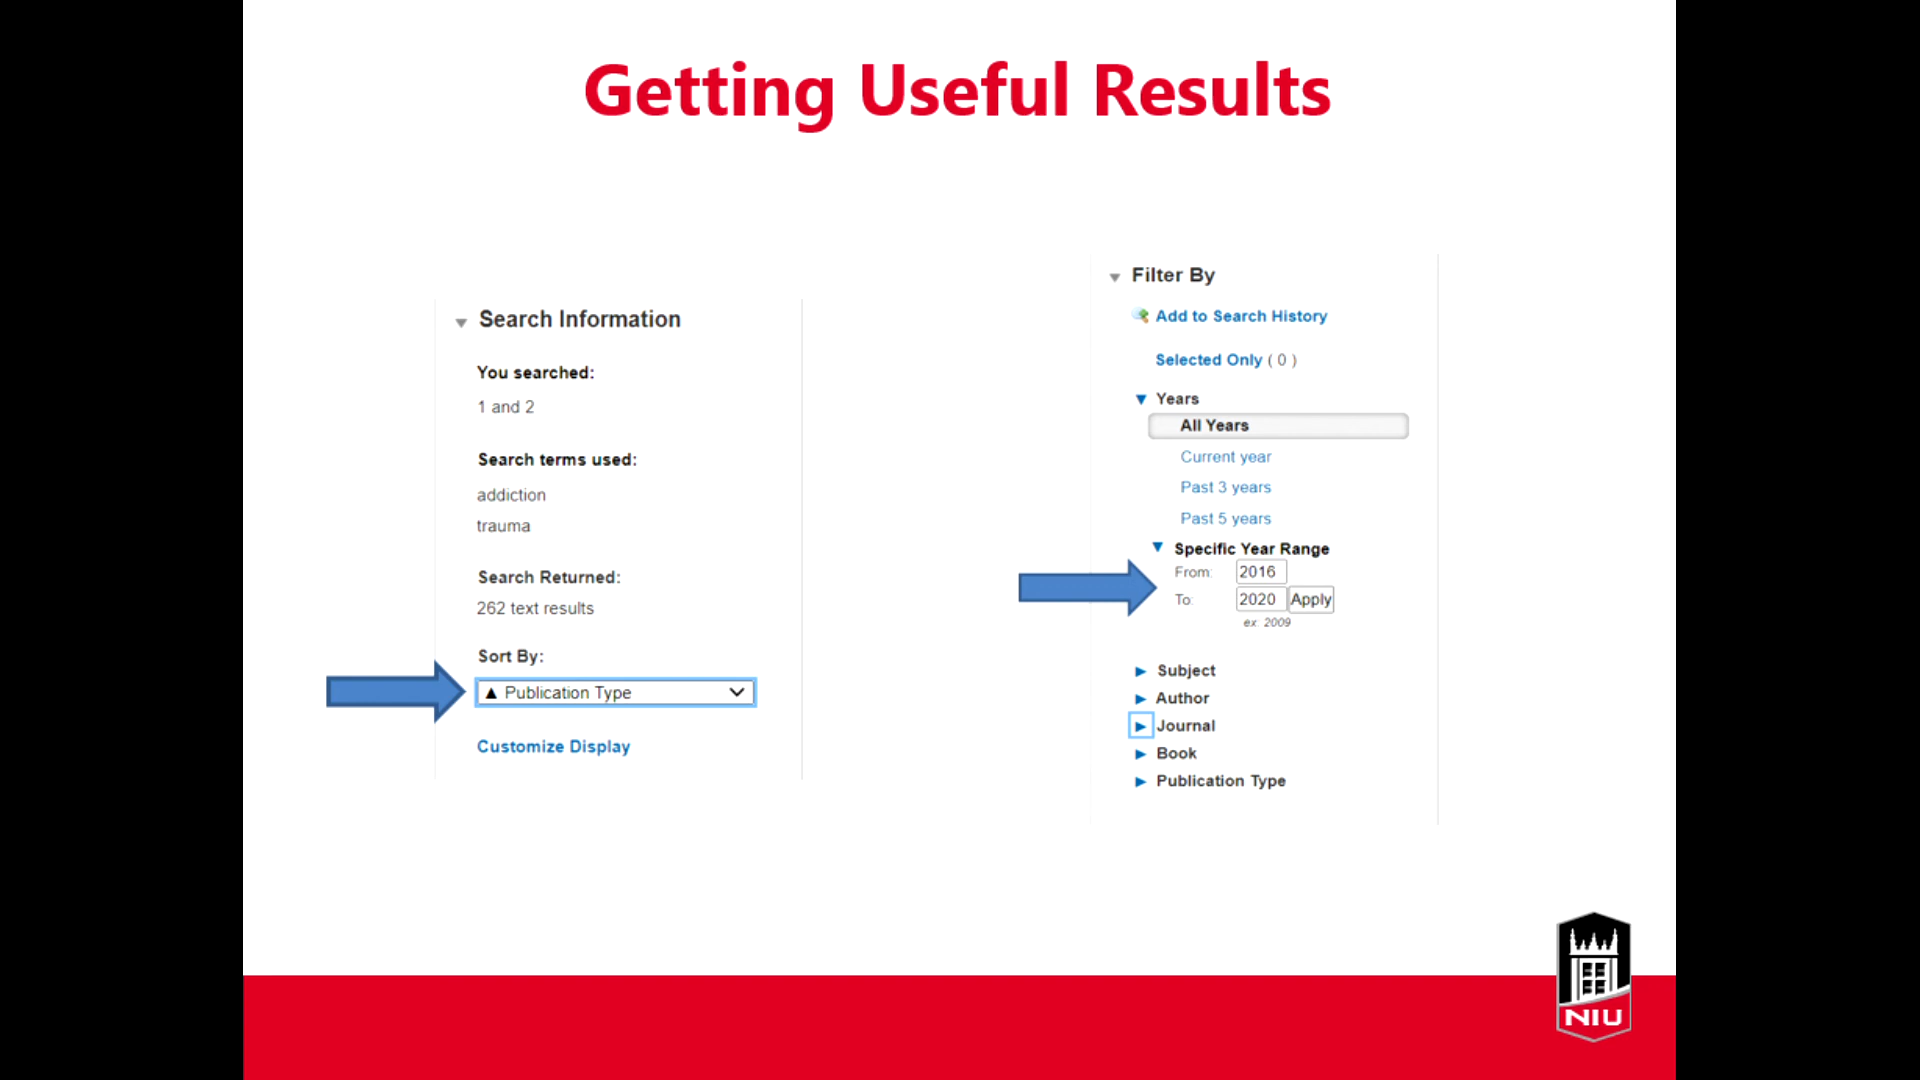 Getting Useful Results
Search Information
You searched:
1 and 2
Search terms used:
addiction
trauma
Search Returned:
262 text results
Sort By:
▲ Publication Type
Customize Display
Filter By
Add to Search History
Selected Only ( 0 )
Years
All Years
Current year
Past 3 years
Past 5 years
Specific Year Range
From: 2016
To: 2020 Apply
ex: 2009
Subject
Author
Journal
Book
Publication Type
NIU